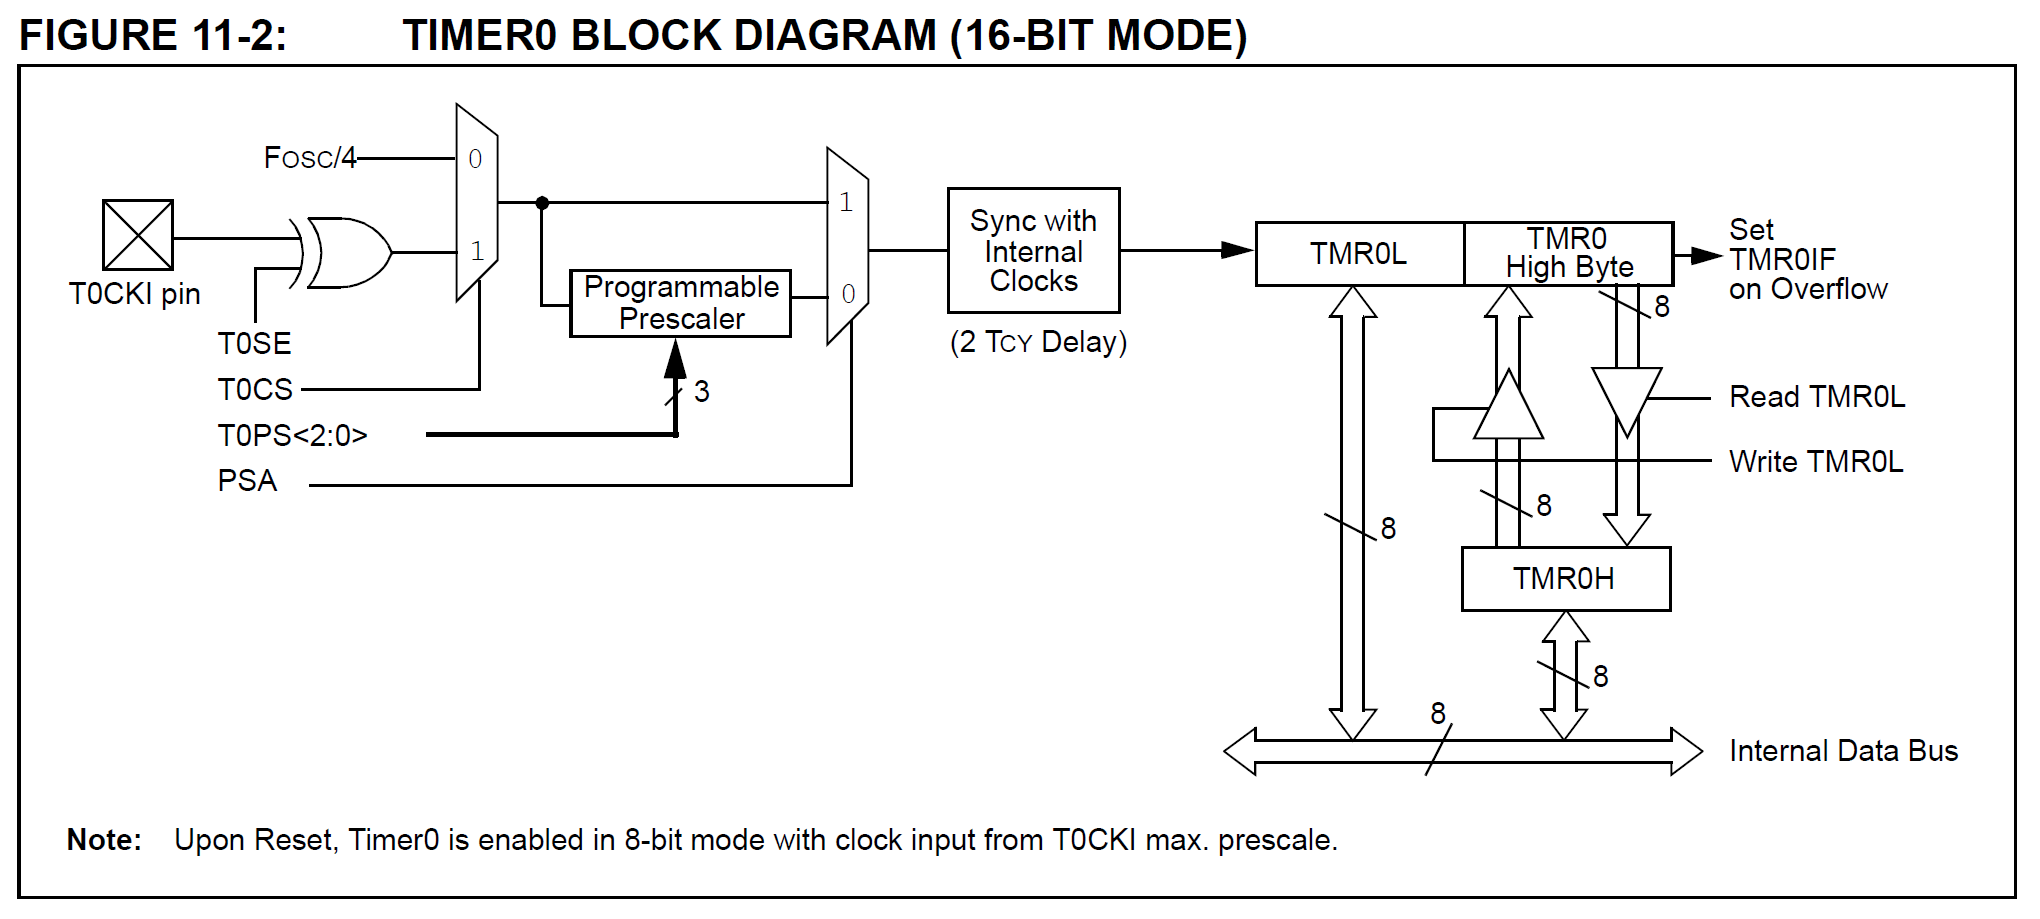 FIGURE 11-2: TIMER0 BLOCK DIAGRAM (16-BIT MODE)
FOSC/4
0
1
T0CKI pin
T0SE
T0CS
T0PS<2:0>
PSA
Programmable
Prescaler
3
1
0
Sync with
Internal
Clocks
(2 TCY Delay)
TMR0L
TMR0
High Byte
Set
TMR0IF
on Overflow
8
Read TMR0L
Write TMR0L
8
8
TMR0H
8
8
Internal Data Bus
Note: Upon Reset, Timer0 is enabled in 8-bit mode with clock input from T0CKI max. prescale.